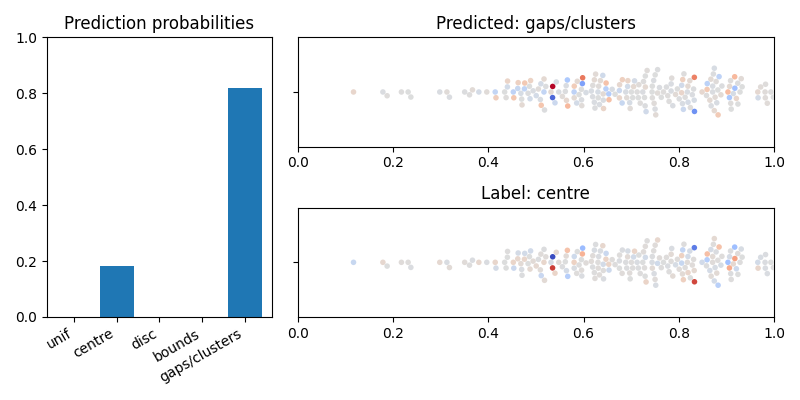 Prediction probabilities
1.0
0.8
0.6
0.4
0.2
0.0
unif
centre
disc
bounds
gaps/clusters
Predicted: gaps/clusters
0.0 0.2 0.4 0.6 0.8 1.0
Label: centre
0.0 0.2 0.4 0.6 0.8 1.0